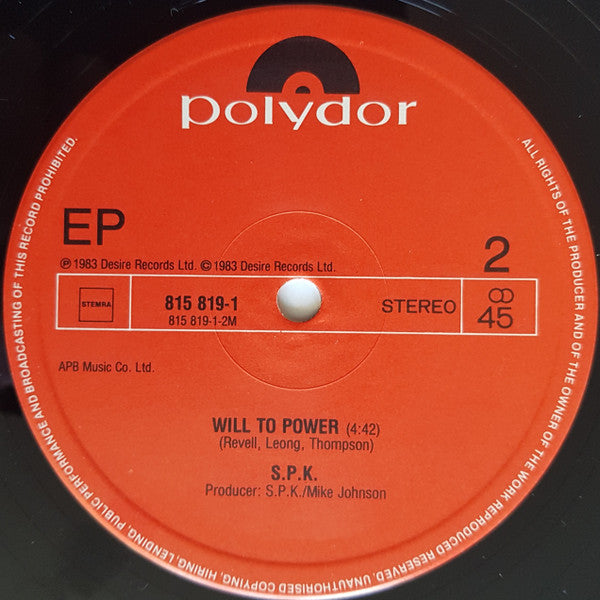 polydor
EP
2
℗ 1983 Desire Records Ltd. © 1983 Desire Records Ltd.
STEMRA
815 819-1
815 819-1-2M
STEREO
45
APB Music Co. Ltd.
WILL TO POWER (4:42)
(Revell, Leong, Thompson)
S.P.K.
Producer: S.P.K./Mike Johnson
ALL RIGHTS OF THE PRODUCER AND OF THE OWNER OF THE WORK REPRODUCED RESERVED. UNAUTHORISED COPYING, HIRING, LENDING, PUBLIC PERFORMANCE AND BROADCASTING OF THIS RECORD PROHIBITED.